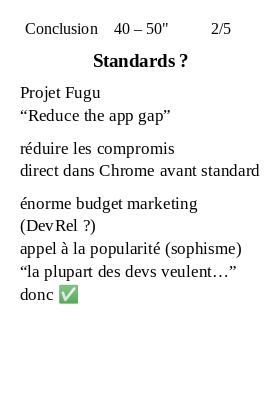 Conclusion 40 – 50" 2/5
Standards ?
Projet Fugu
“Reduce the app gap”
réduire les compromis
direct dans Chrome avant standard
énorme budget marketing
(DevRel ?)
appel à la popularité (sophisme)
“la plupart des devs veulent…”
donc ✅